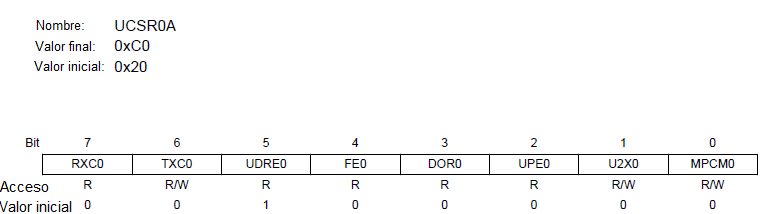 Nombre: UCSR0A
Valor final: 0xC0
Valor inicial: 0x20
Bit 7 6 5 4 3 2 1 0
RXC0 TXC0 UDRE0 FE0 DOR0 UPE0 U2X0 MPCM0
Acceso R R/W R R R R R/W R/W
Valor inicial 0 0 1 0 0 0 0 0